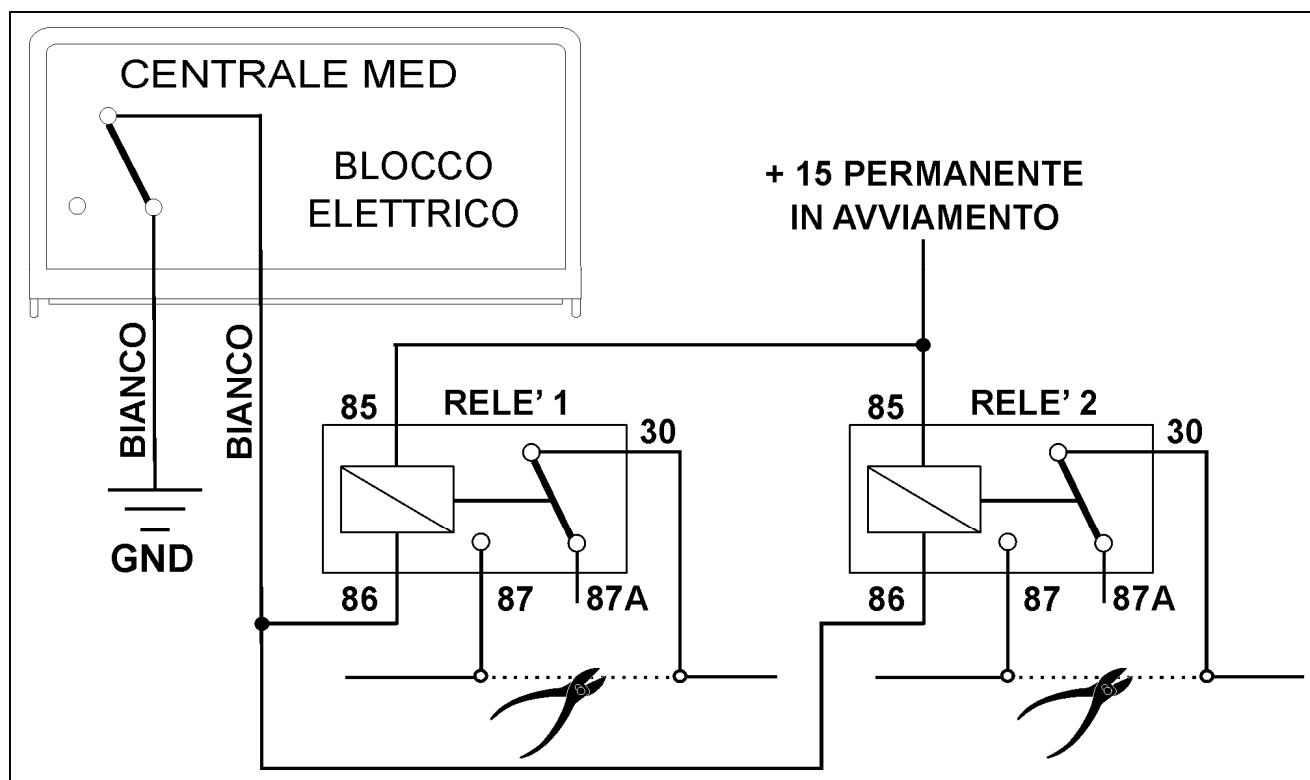 CENTRALE MED
BLOCCO
ELETTRICO
+ 15 PERMANENTE
IN AVVIAMENTO
BIANCO
BIANCO
GND
85
RELE' 1
30
86
87
87A
85
RELE' 2
30
86
87
87A